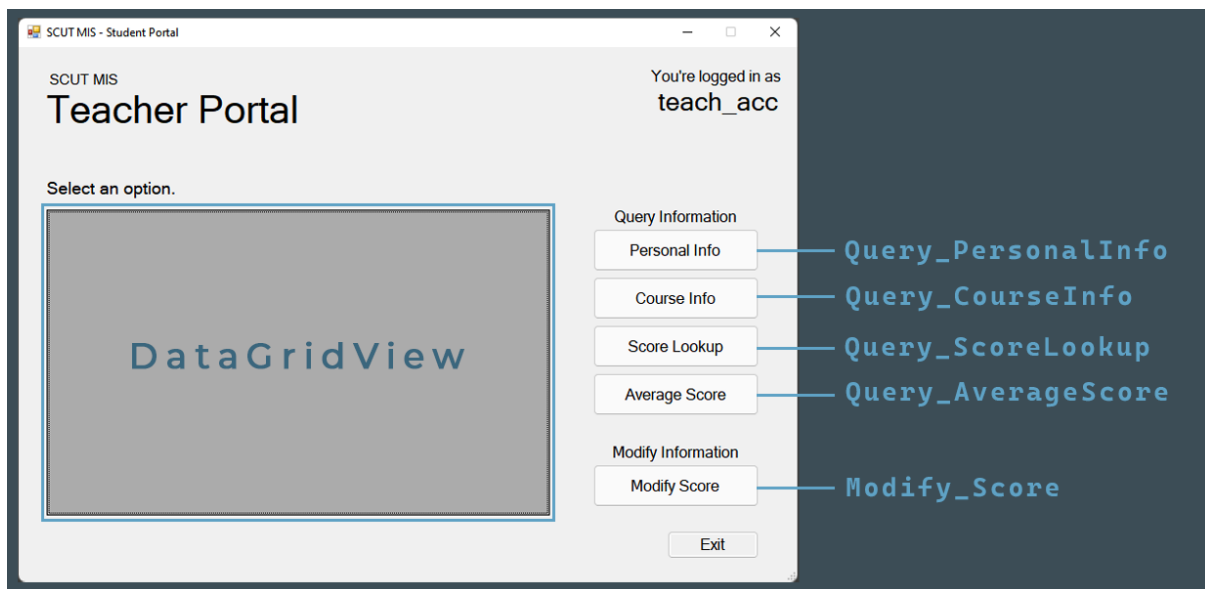 SCUT MIS - Student Portal
SCUT MIS
Teacher Portal
You're logged in as
teach_acc
Select an option.
DataGridView
Query Information
Personal Info
Query_PersonalInfo
Course Info
Query_CourseInfo
Score Lookup
Query_ScoreLookup
Average Score
Query_AverageScore
Modify Information
Modify Score
Modify_Score
Exit